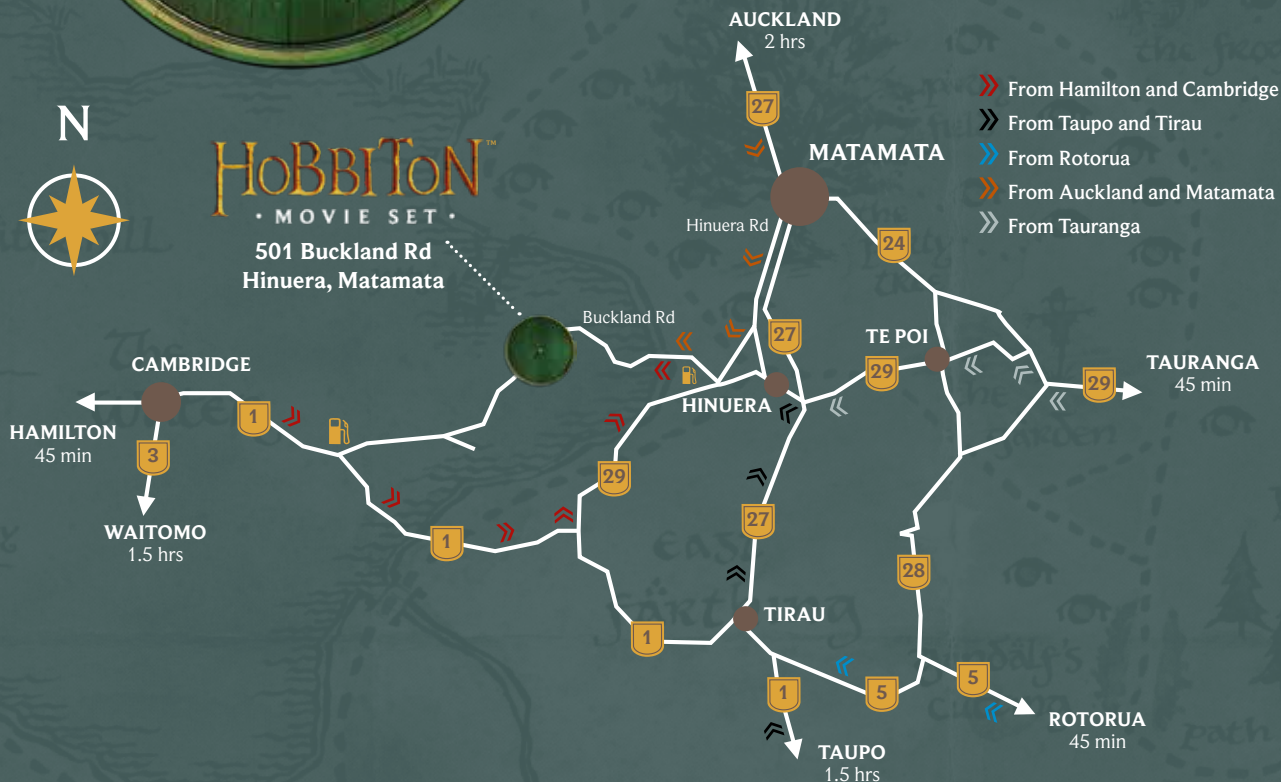 AUCKLAND
2 hrs
27
N
HOBBITON™
· MOVIE SET ·
501 Buckland Rd
Hinuera, Matamata
MATAMATA
From Hamilton and Cambridge
From Taupo and Tirau
From Rotorua
From Auckland and Matamata
From Tauranga
Hinuera Rd
24
Buckland Rd
27
TE POI
29
CAMBRIDGE
HINUERA
TAURANGA
45 min
29
HAMILTON
45 min
1
3
WAITOMO
1.5 hrs
29
1
27
28
TIRAU
1
5
5
1
ROTORUA
45 min
TAUPO
1.5 hrs